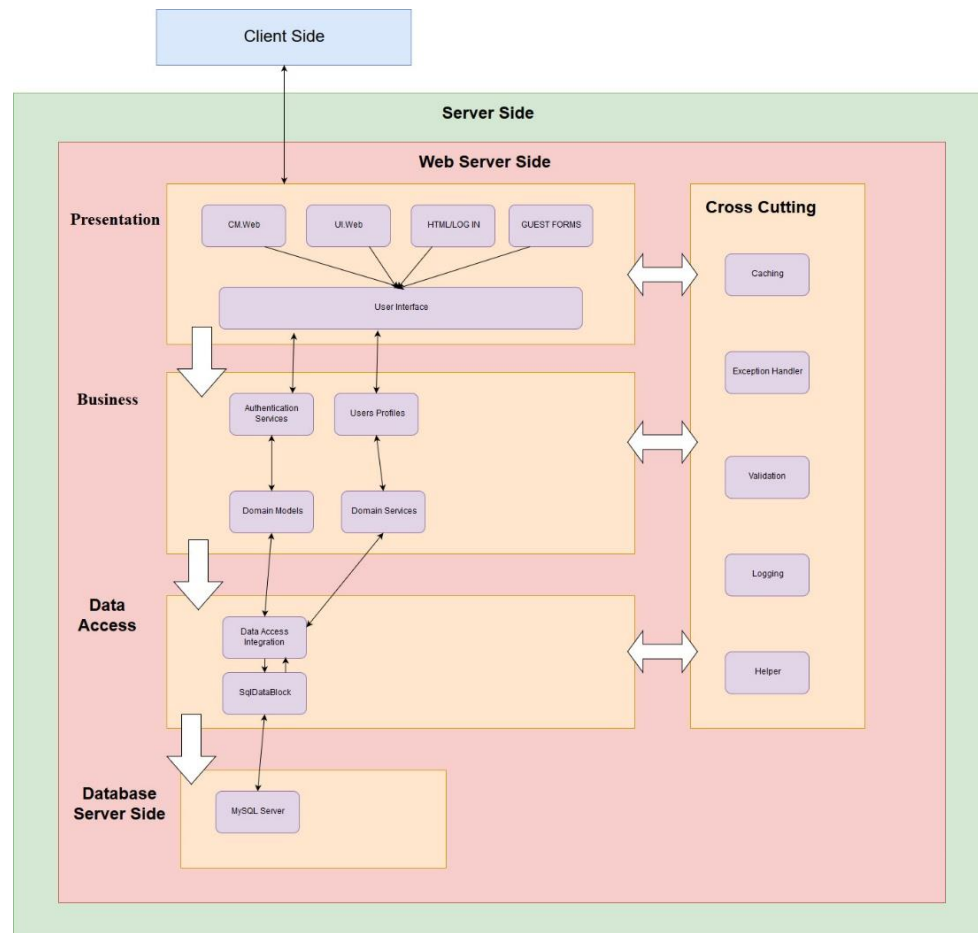 Client Side
Server Side
Web Server Side
Presentation
CM.Web
UI.Web
HTML/LOG IN
GUEST FORMS
User Interface
Cross Cutting
Caching
Exception Handler
Validation
Logging
Helper
Business
Authentication
Services
Users Profiles
Domain Models
Domain Services
Data
Access
Data Access
Integration
SqlDataBlock
Database
Server Side
MySQL Server